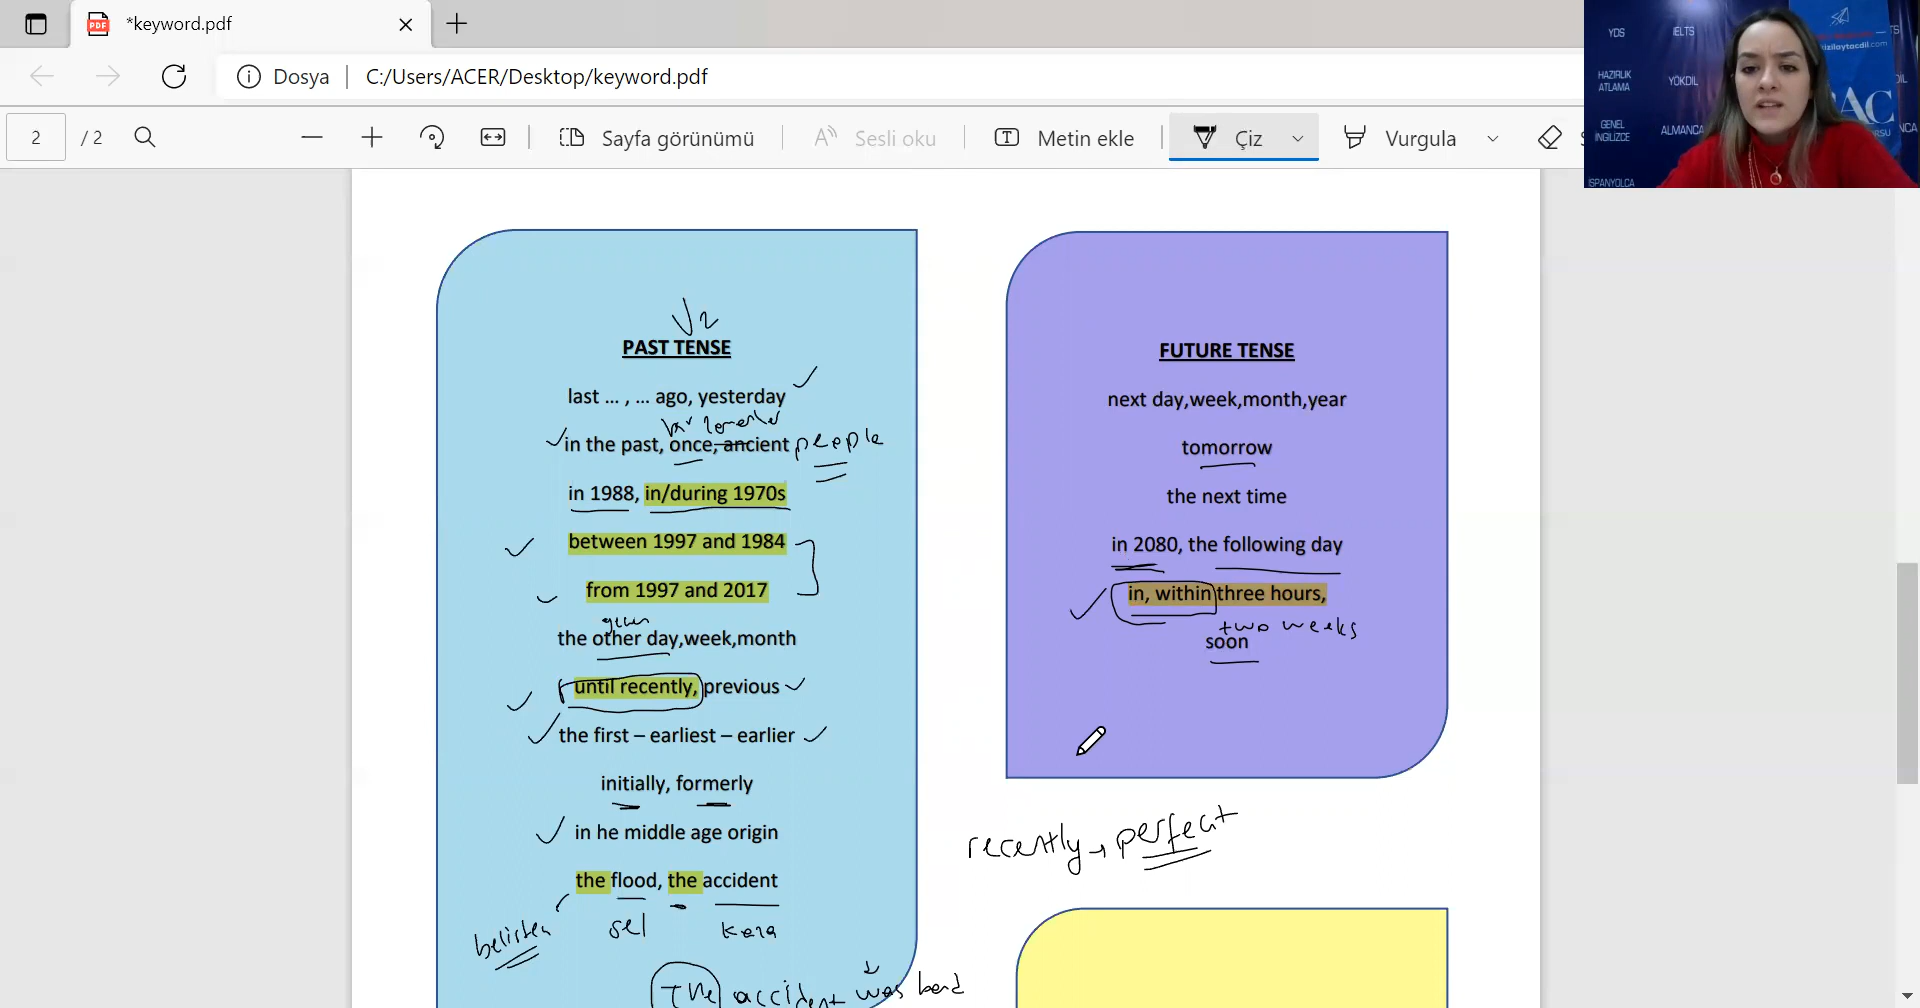 *keyword.pdf
Dosya C:/Users/ACER/Desktop/keyword.pdf
2 / 2 Sayfa görünümü Sesli oku Metin ekle Çiz Vurgula
YDS IELTS
HAZIRLIK ATLAMA YÖKDİL
GENEL İNGİLİZCE ALMANCA
İSPANYOLCA
V2
PAST TENSE
last ... , ... ago, yesterday
bir zamanlar
in the past, once, ancient people
in 1988, in/during 1970s
between 1997 and 1984
from 1997 and 2017
geçen
the other day,week,month
until recently, previous
the first – earliest – earlier
initially, formerly
in he middle age origin
the flood, the accident
belirten sel kaza
The accident was bad
FUTURE TENSE
next day,week,month,year
tomorrow
the next time
in 2080, the following day
in, within three hours,
two weeks
soon
recently → perfect